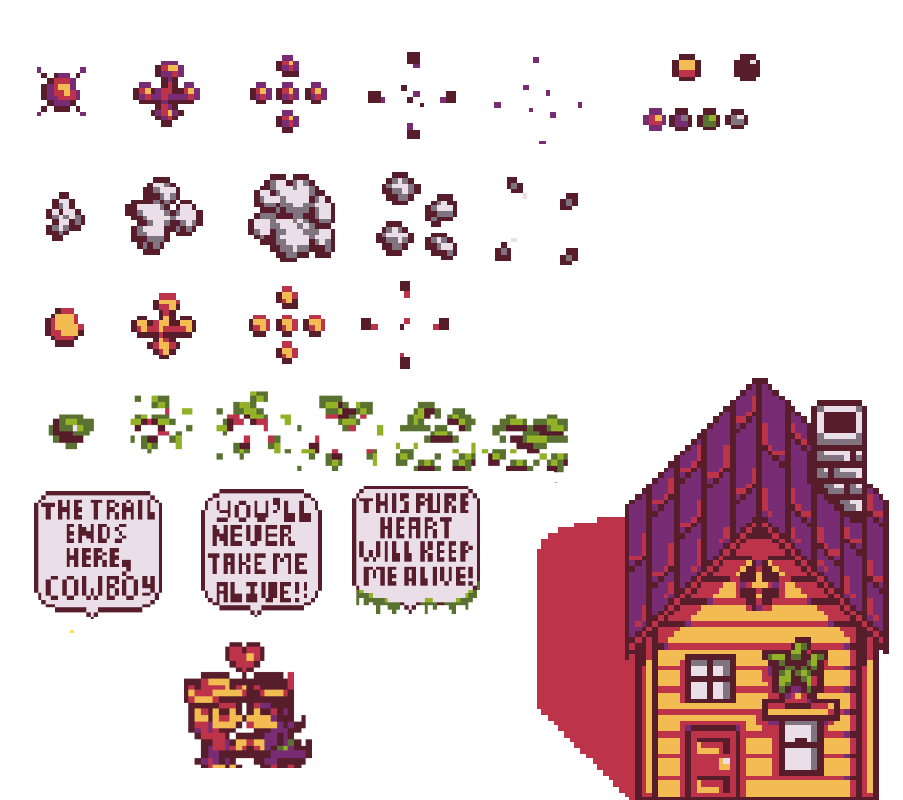 THE TRAIL
ENDS
HERE,
COWBOY
YOU'LL
NEVER
TAKE ME
ALIVE!!
THIS PURE
HEART
WILL KEEP
ME ALIVE!